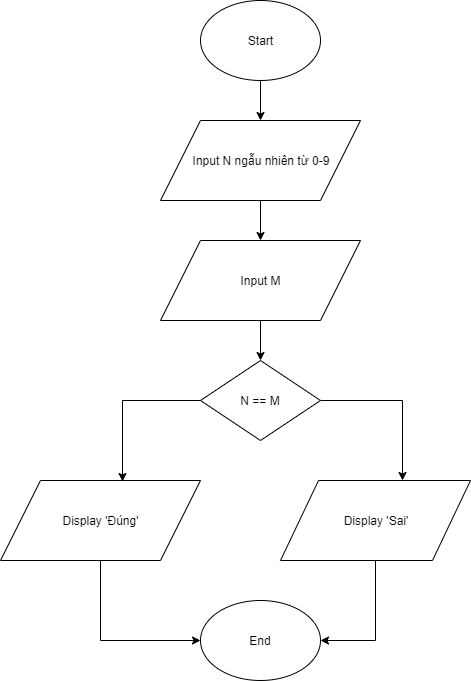 Start
Input N ngẫu nhiên từ 0-9
Input M
N == M
Display 'Đúng'
Display 'Sai'
End